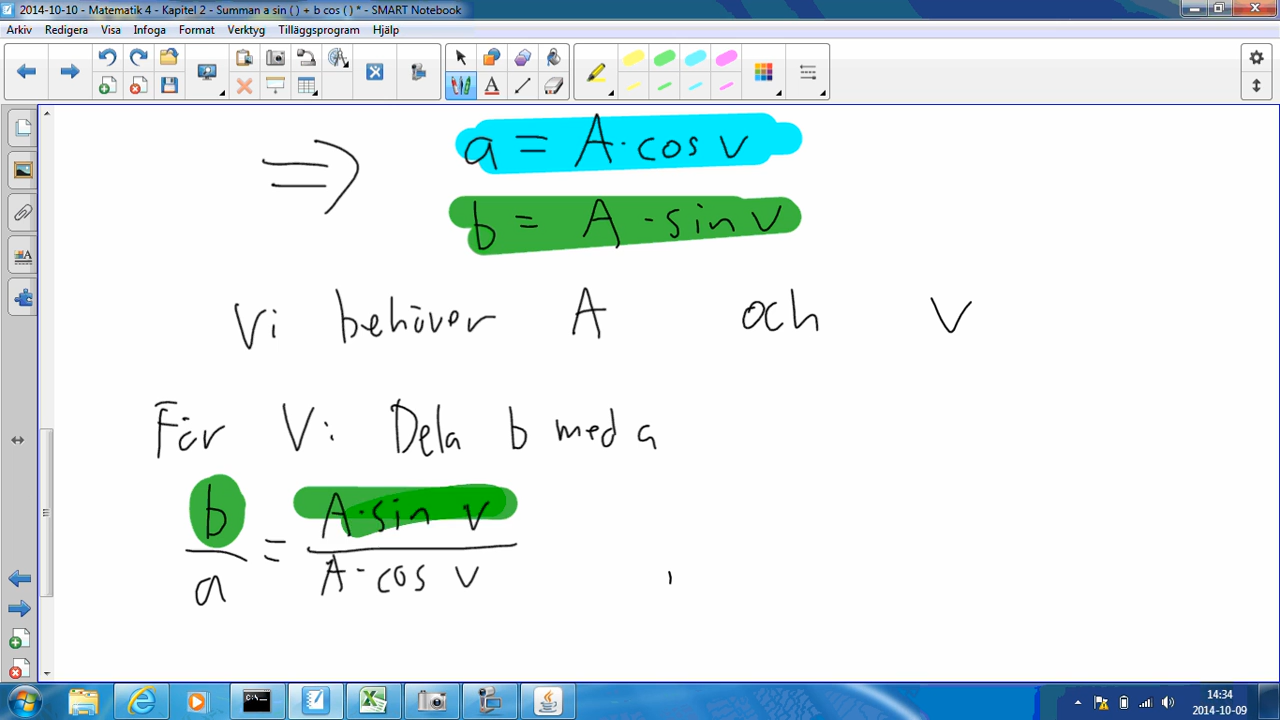 2014-10-10 - Matematik 4 - Kapitel 2 - Summan a sin ( ) + b cos ( ) * - SMART Notebook
Arkiv Redigera Visa Infoga Format Verktyg Tilläggsprogram Hjälp
⇒ a = A · cos v
b = A · sin v
Vi behöver A och v
För V: Dela b med a
b/a = A · sin v / A · cos v
14:34
2014-10-09